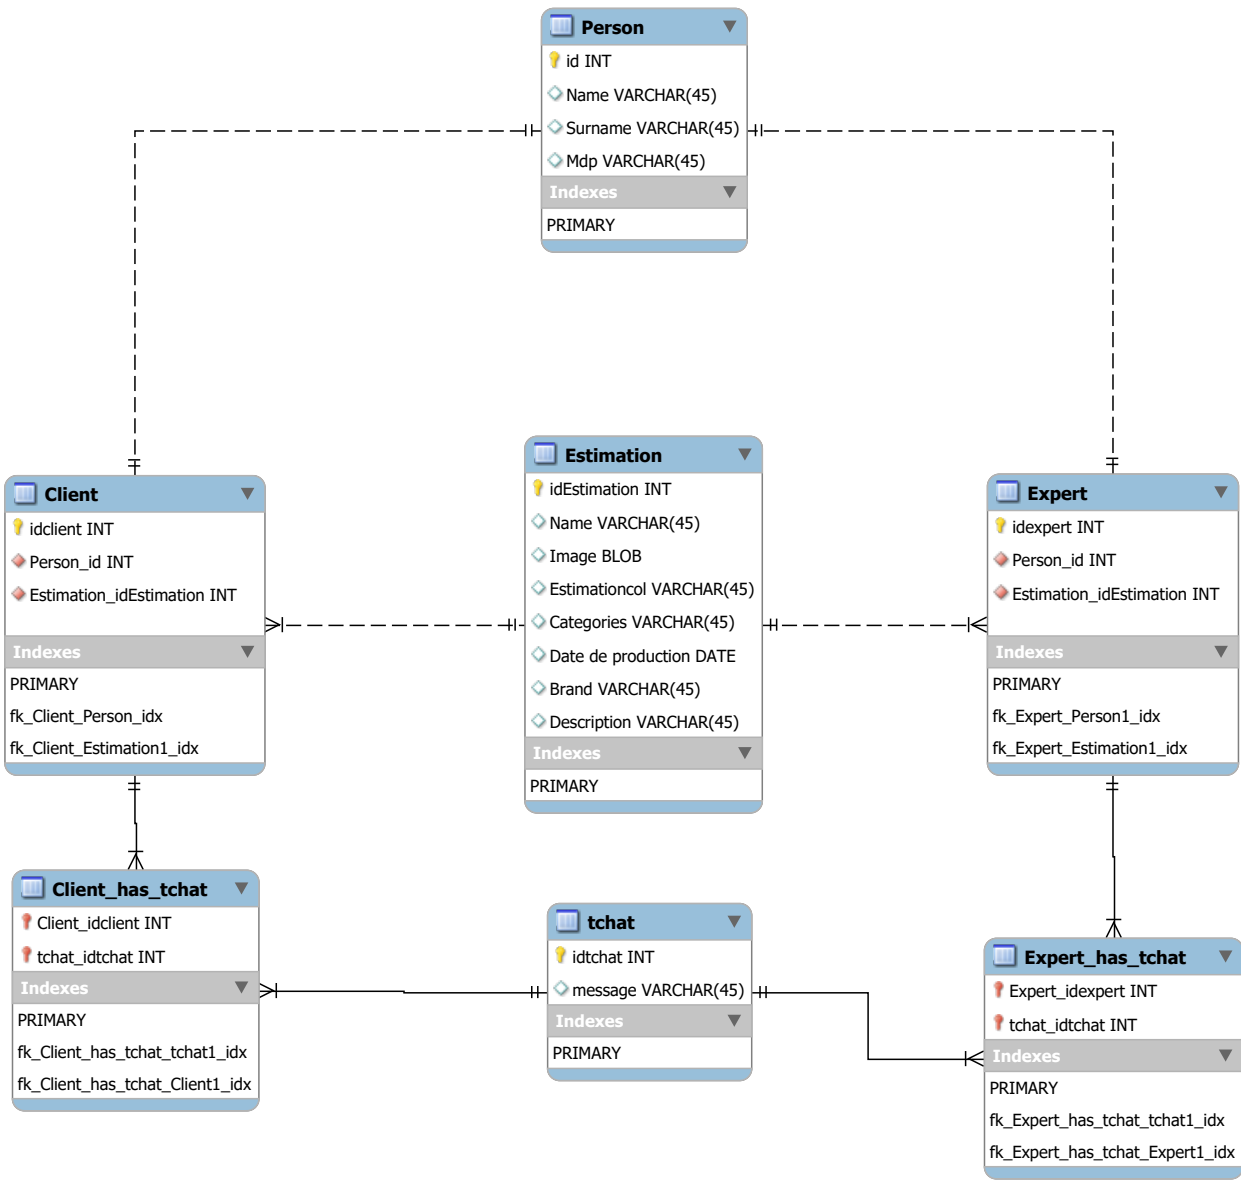 Person
id INT
Name VARCHAR(45)
Surname VARCHAR(45)
Mdp VARCHAR(45)
Indexes
PRIMARY
Client
idclient INT
Person_id INT
Estimation_idEstimation INT
Indexes
PRIMARY
fk_Client_Person_idx
fk_Client_Estimation1_idx
Estimation
idEstimation INT
Name VARCHAR(45)
Image BLOB
Estimationcol VARCHAR(45)
Categories VARCHAR(45)
Date de production DATE
Brand VARCHAR(45)
Description VARCHAR(45)
Indexes
PRIMARY
Expert
idexpert INT
Person_id INT
Estimation_idEstimation INT
Indexes
PRIMARY
fk_Expert_Person1_idx
fk_Expert_Estimation1_idx
Client_has_tchat
Client_idclient INT
tchat_idtchat INT
Indexes
PRIMARY
fk_Client_has_tchat_tchat1_idx
fk_Client_has_tchat_Client1_idx
tchat
idtchat INT
message VARCHAR(45)
Indexes
PRIMARY
Expert_has_tchat
Expert_idexpert INT
tchat_idtchat INT
Indexes
PRIMARY
fk_Expert_has_tchat_tchat1_idx
fk_Expert_has_tchat_Expert1_idx